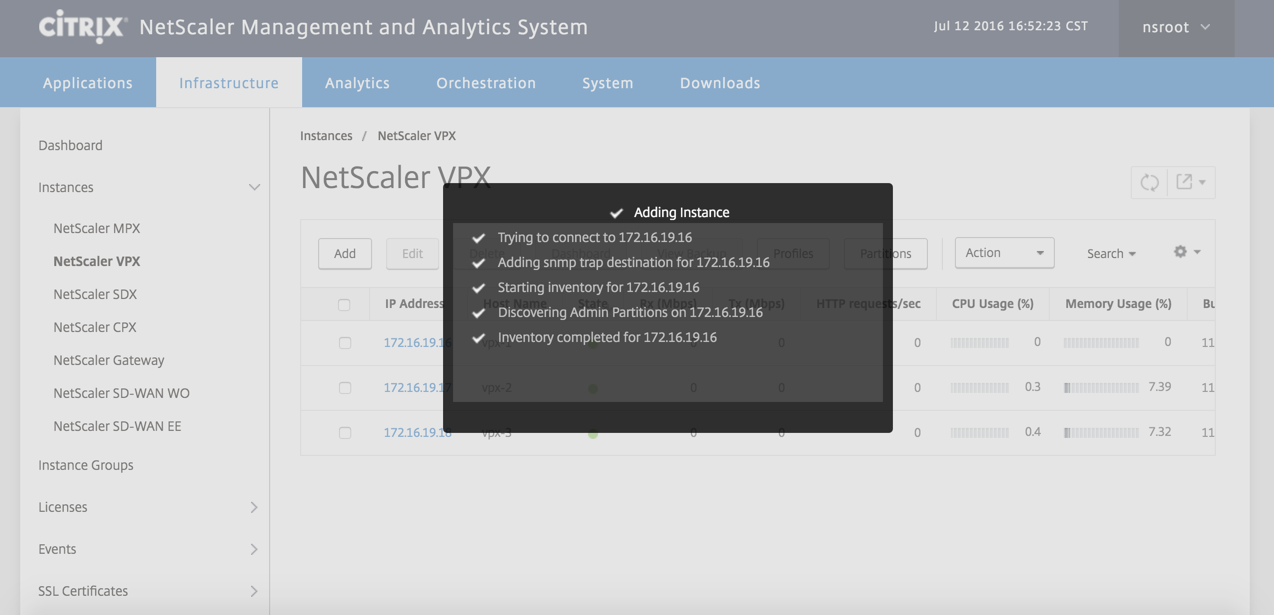 CİTRIX NetScaler Management and Analytics System
Jul 12 2016 16:52:23 CST
nsroot
Applications Infrastructure Analytics Orchestration System Downloads
Dashboard
Instances
NetScaler MPX
NetScaler VPX
NetScaler SDX
NetScaler CPX
NetScaler Gateway
NetScaler SD-WAN WO
NetScaler SD-WAN EE
Instance Groups
Licenses
Events
SSL Certificates
Instances / NetScaler VPX
NetScaler VPX
Adding Instance
Trying to connect to 172.16.19.16
Adding snmp trap destination for 172.16.19.16
Starting inventory for 172.16.19.16
Discovering Admin Partitions on 172.16.19.16
Inventory completed for 172.16.19.16
Add Edit Profiles Partitions Action Search
IP Address Host Name State Rx (Mbps) Tx (Mbps) HTTP requests/sec CPU Usage (%) Memory Usage (%)
172.16.19.16 vpx-1 0 0 0 0 0 11
172.16.19.17 vpx-2 0 0 0 0.3 7.39 11
172.16.19.18 vpx-3 0 0 0 0.4 7.32 11